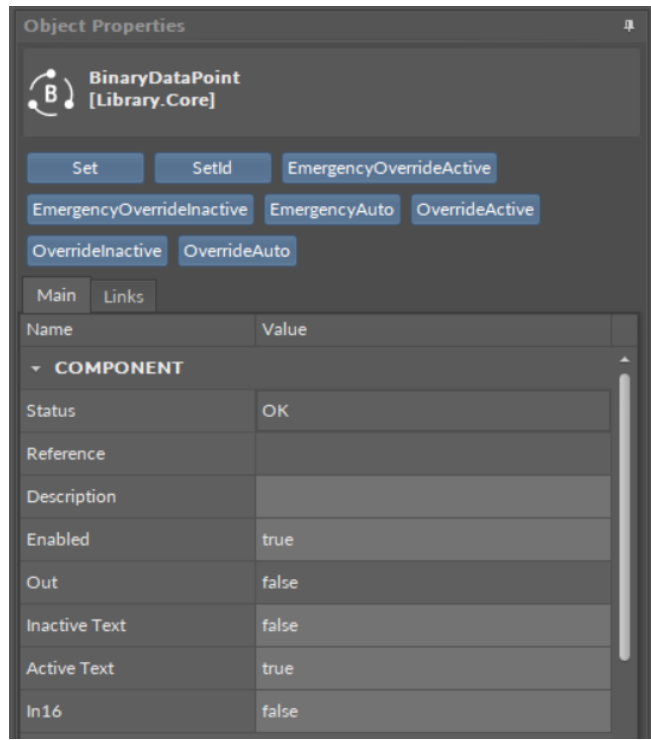 Object Properties
BinaryDataPoint
[Library.Core]
Set SetId EmergencyOverrideActive
EmergencyOverrideInactive EmergencyAuto OverrideActive
OverrideInactive OverrideAuto
Main Links
Name Value
COMPONENT
Status OK
Reference
Description
Enabled true
Out false
Inactive Text false
Active Text true
In16 false